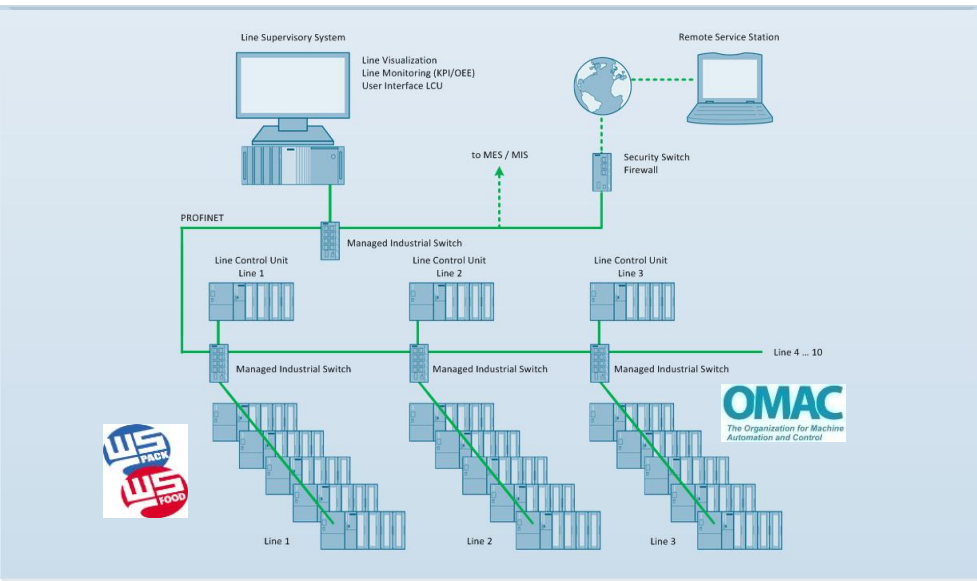 Line Supervisory System
Remote Service Station
Line Visualization
Line Monitoring (KPI/OEE)
User Interface LCU
to MES / MIS
Security Switch
Firewall
PROFINET
Managed Industrial Switch
Line Control Unit
Line 1
Line Control Unit
Line 2
Line Control Unit
Line 3
Line 4 ... 10
Managed Industrial Switch
Managed Industrial Switch
Managed Industrial Switch
OMAC
The Organization for Machine
Automation and Control
WS
PACK
WS
FOOD
Line 1
Line 2
Line 3